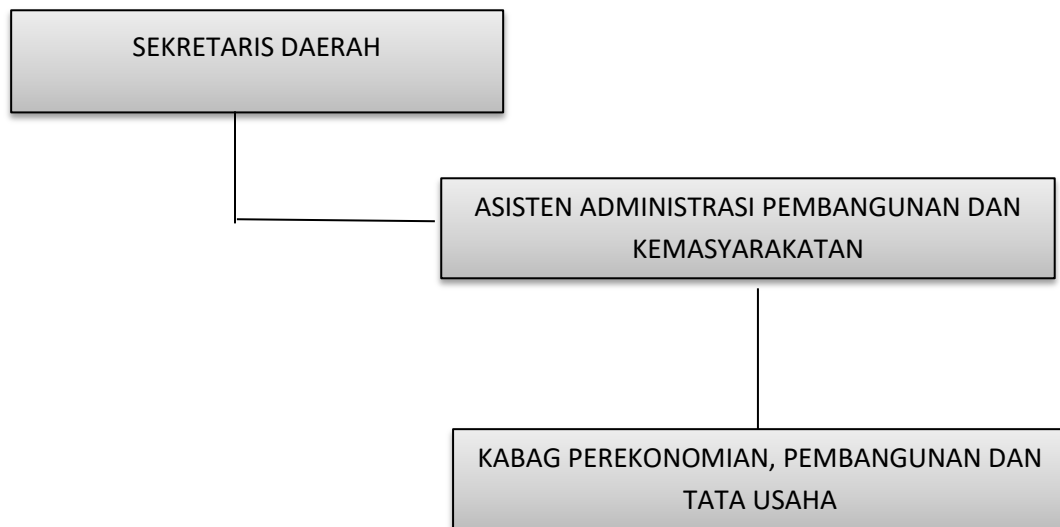 SEKRETARIS DAERAH
ASISTEN ADMINISTRASI PEMBANGUNAN DAN
KEMASYARAKATAN
KABAG PEREKONOMIAN, PEMBANGUNAN DAN
TATA USAHA